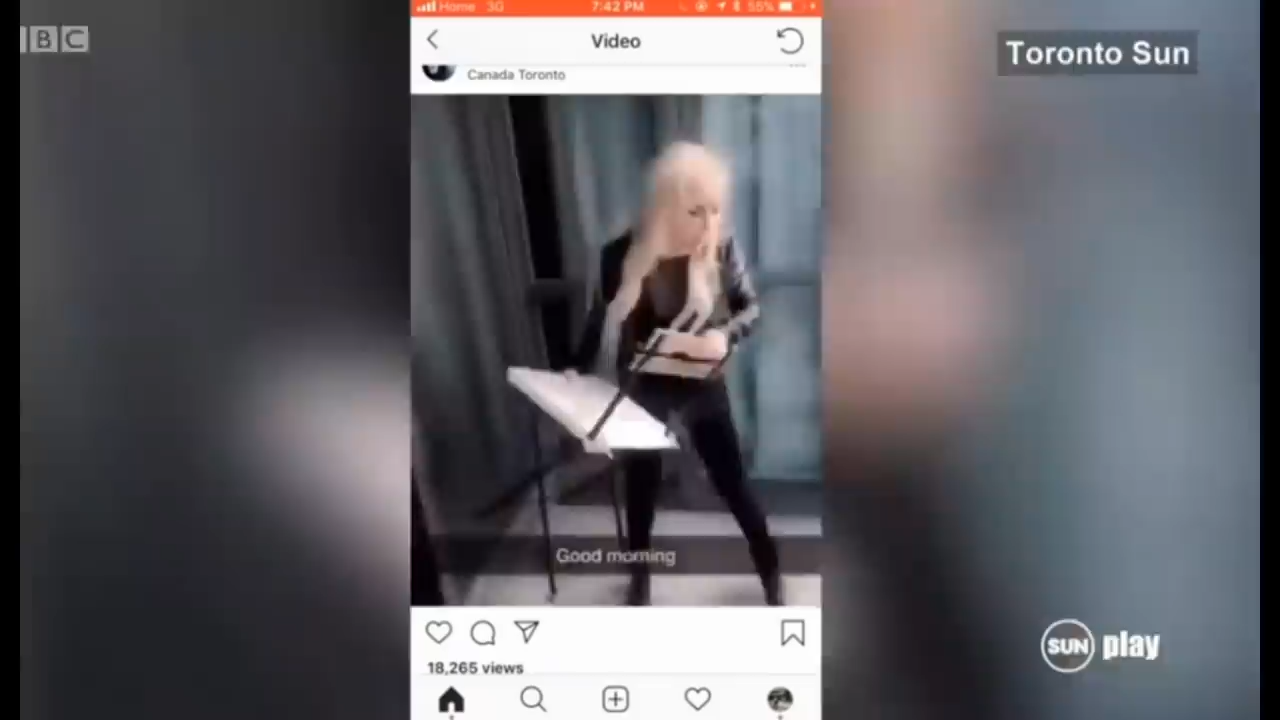 BBC
Toronto Sun
Home 3G 7:42 PM 55%
Video
Canada Toronto
Good morning
18,265 views
SUN play